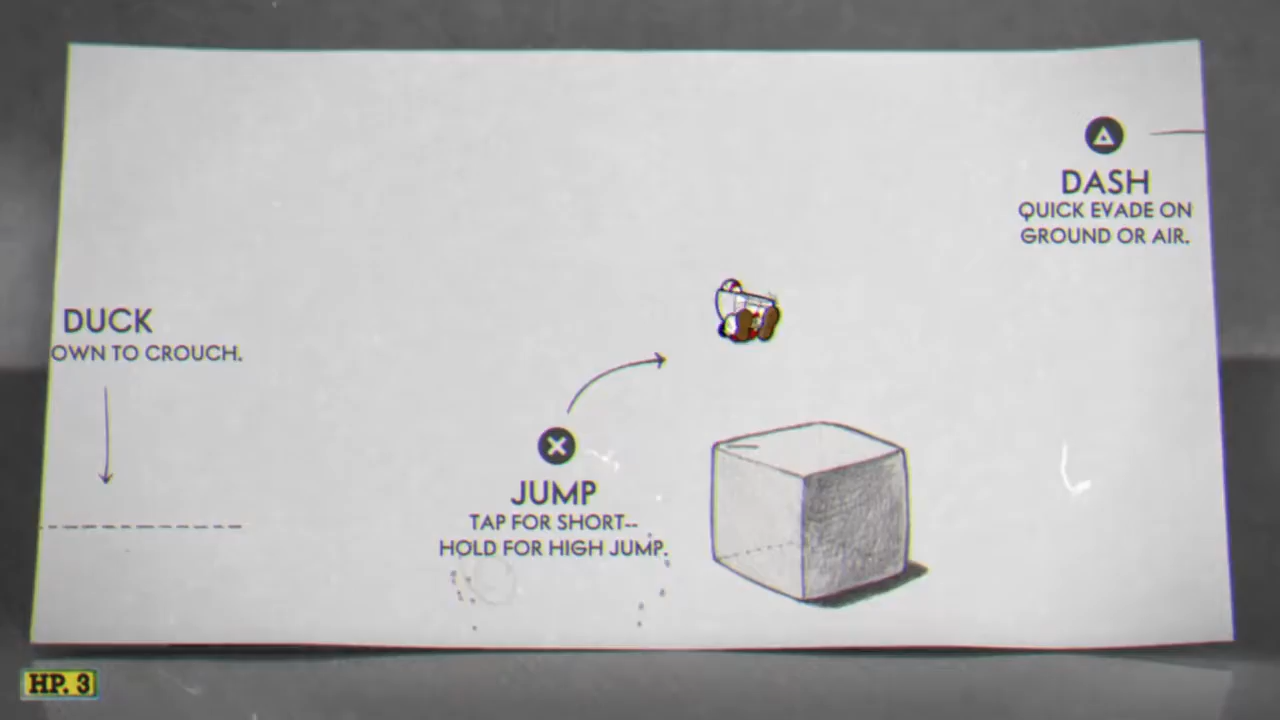 DASH
QUICK EVADE ON
GROUND OR AIR.
DUCK
OWN TO CROUCH.
JUMP
TAP FOR SHORT--
HOLD FOR HIGH JUMP.
HP. 3